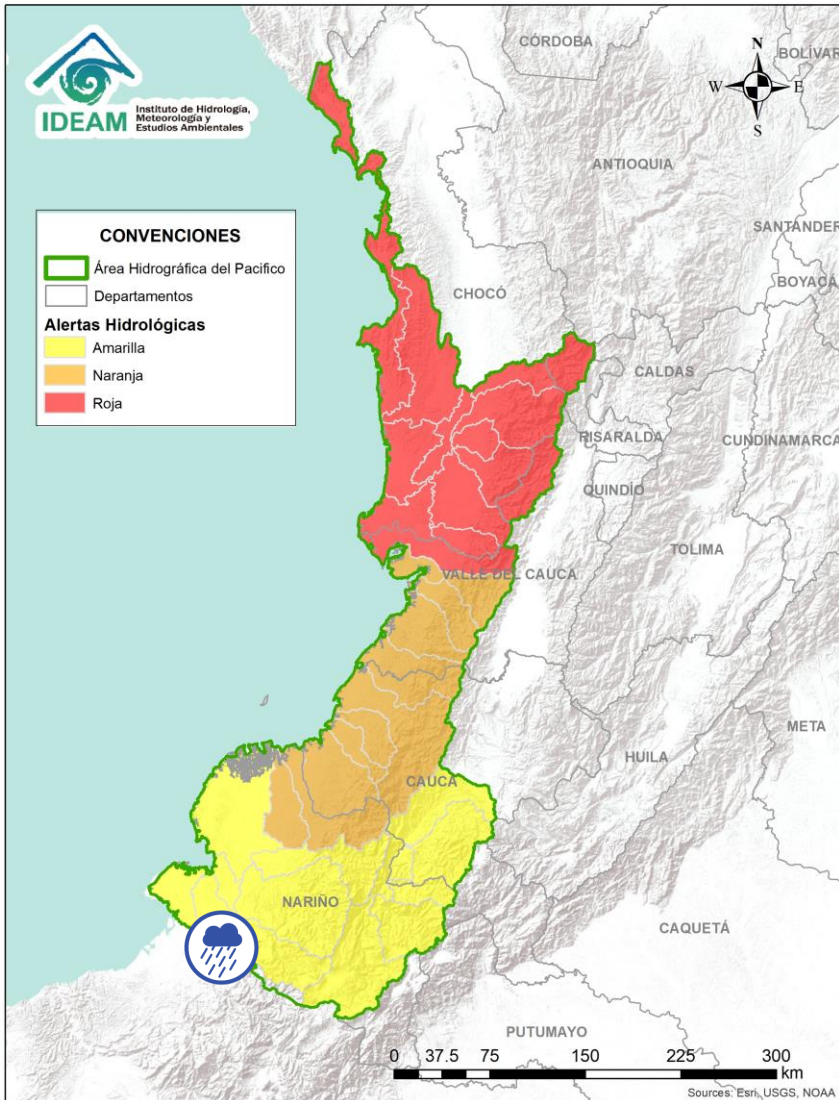 IDEAM
Instituto de Hidrología,
Meteorología y
Estudios Ambientales
CÓRDOBA
BOLÍVAR
N
W
E
S
ANTIOQUIA
SANTANDER
BOYACÁ
CONVENCIONES
Área Hidrográfica del Pacifico
Departamentos
Alertas Hidrológicas
Amarilla
Naranja
Roja
CHOCÓ
CALDAS
RISARALDA
CUNDINAMARCA
QUINDÍO
TOLIMA
VALLE DEL CAUCA
META
HUILA
CAUCA
NARIÑO
CAQUETÁ
PUTUMAYO
0 37.5 75 150 225 300
km
Sources: Esri, USGS, NOAA